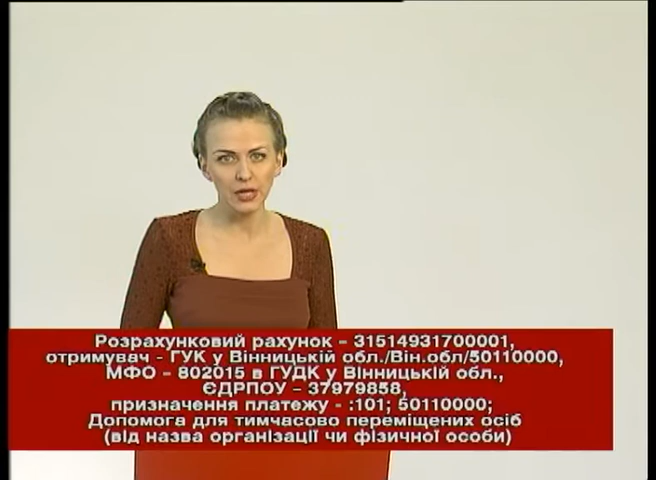 Розрахунковий рахунок – 31514931700001,
отримувач - ГУК у Вінницькій обл./Він.обл/50110000,
МФО – 802015 в ГУДК у Вінницькій обл.,
ЄДРПОУ – 37979858,
призначення платежу - :101; 50110000;
Допомога для тимчасово переміщених осіб
(від назва організації чи фізичної особи)